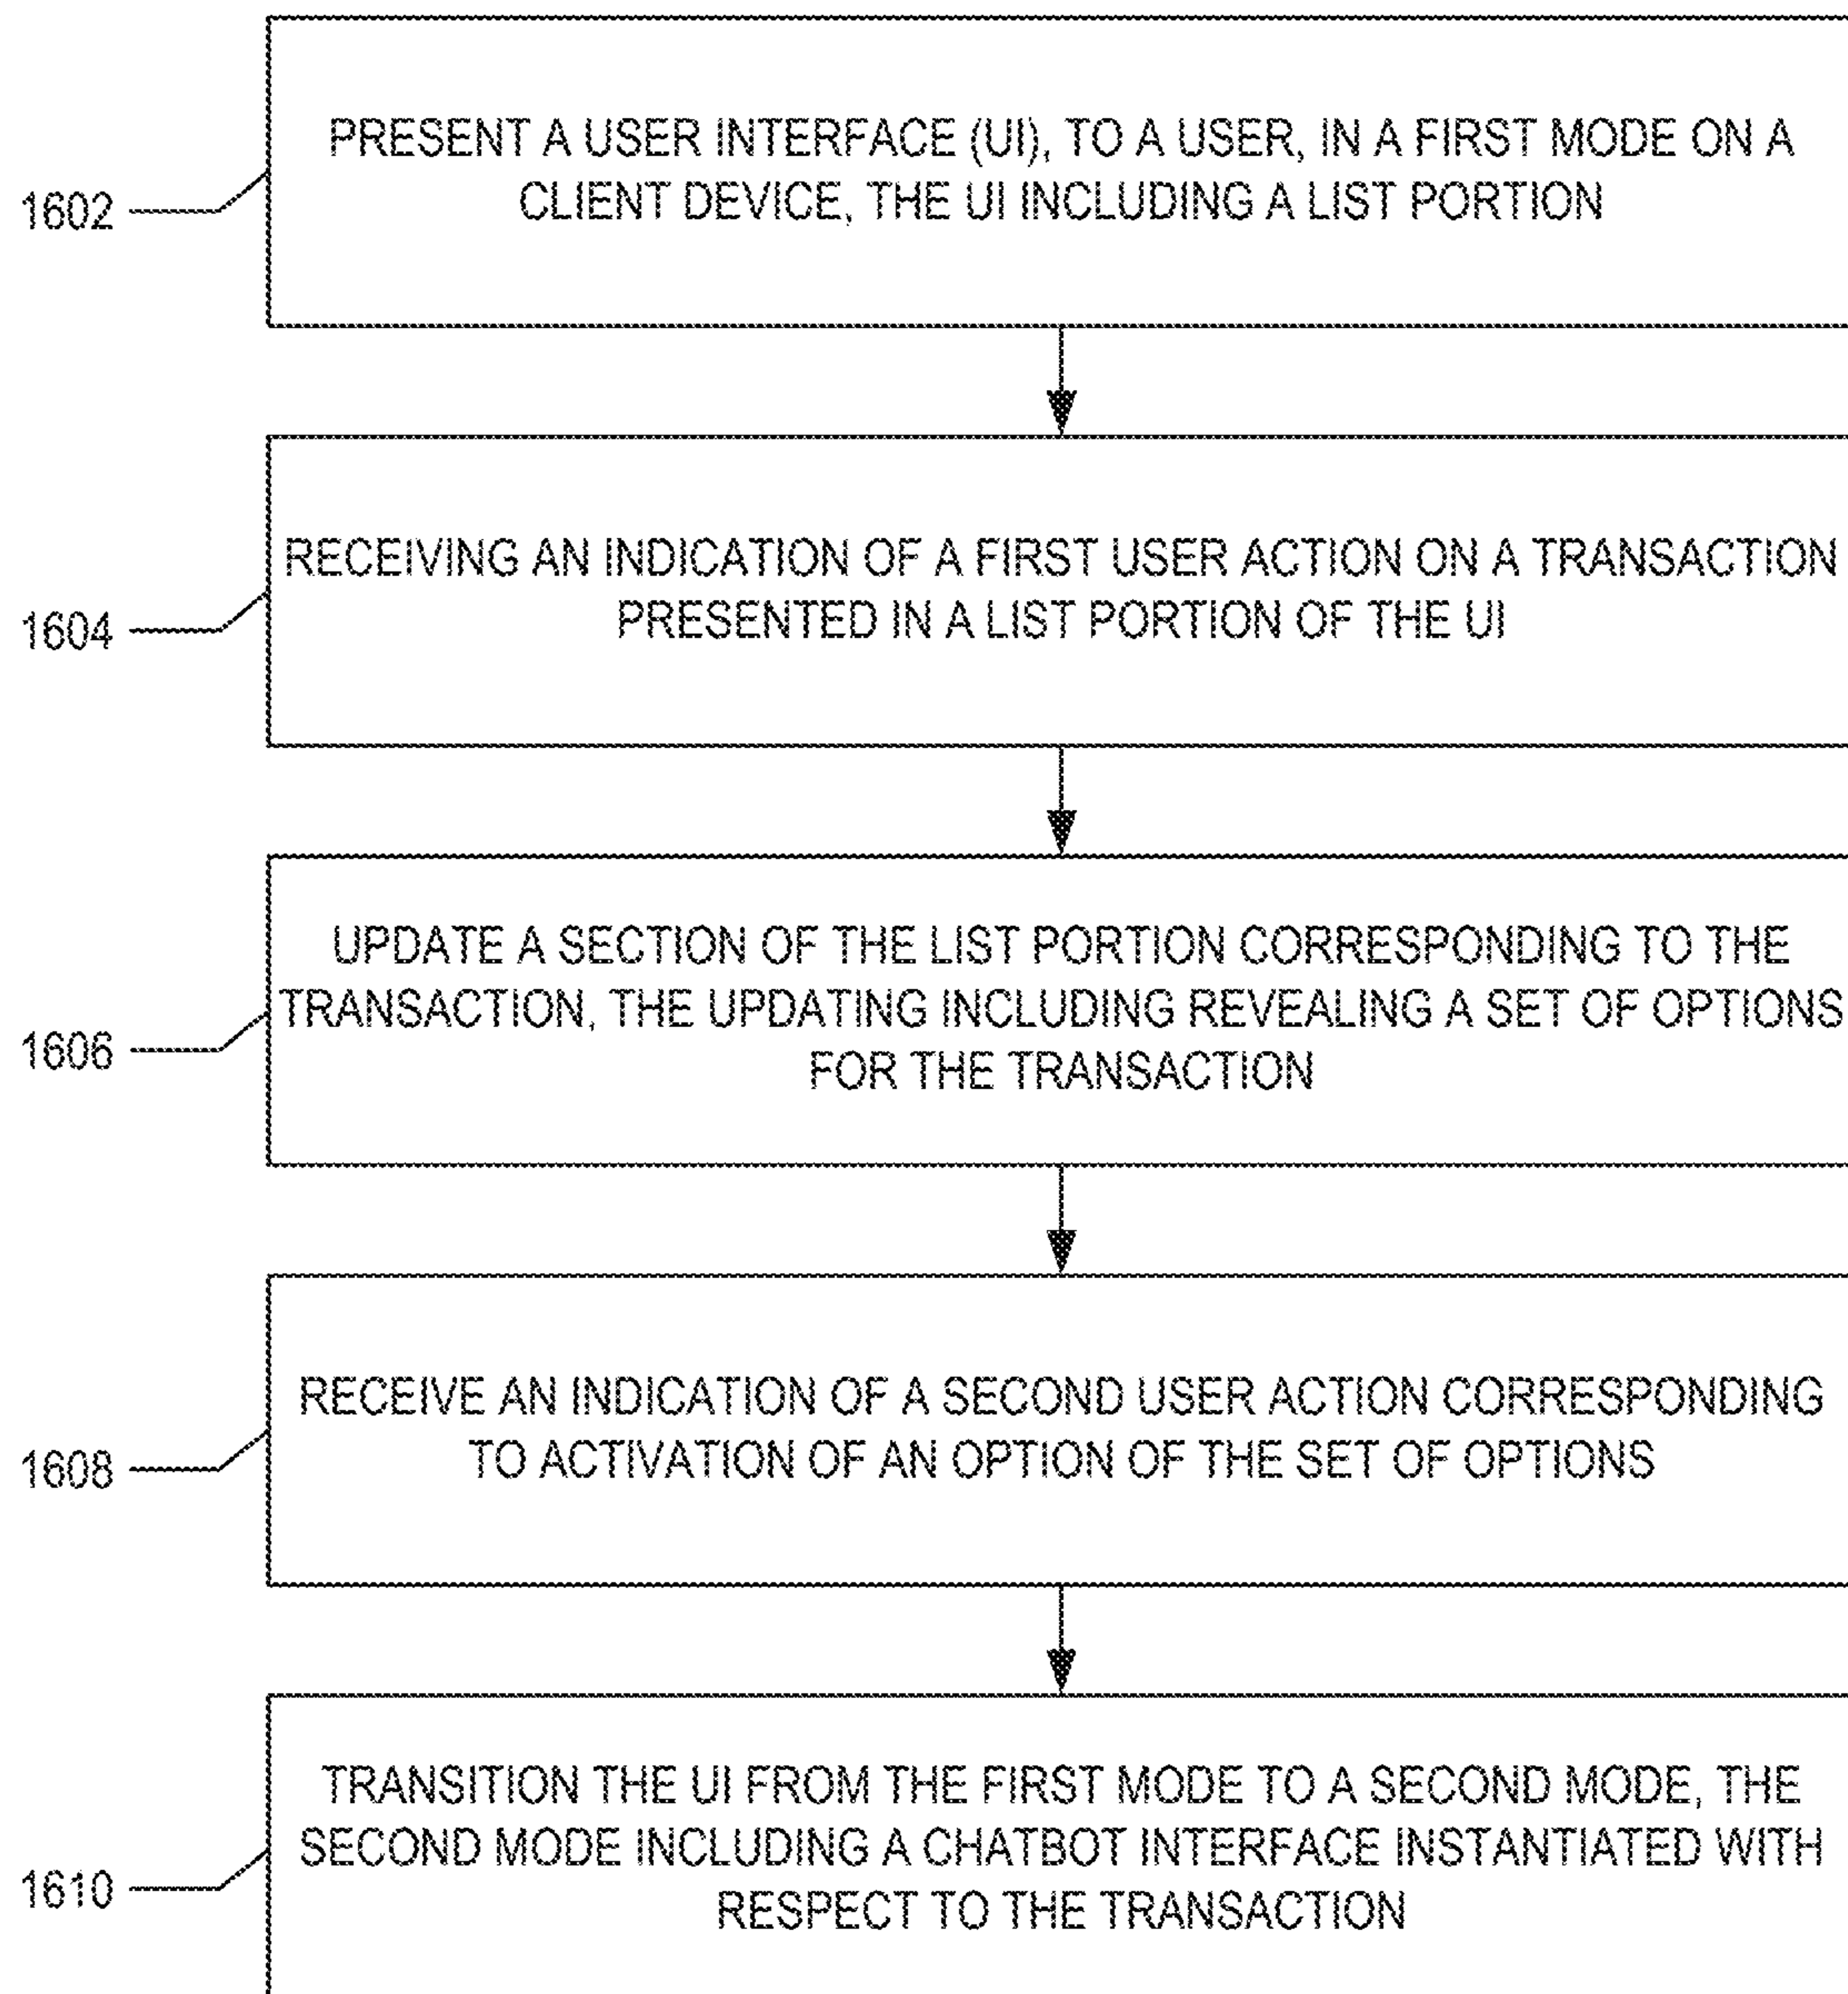 PRESENT A USER INTERFACE (UI), TO A USER, IN A FIRST MODE ON A
CLIENT DEVICE, THE UI INCLUDING A LIST PORTION
1602
RECEIVING AN INDICATION OF A FIRST USER ACTION ON A TRANSACTION
PRESENTED IN A LIST PORTION OF THE UI
1604
UPDATE A SECTION OF THE LIST PORTION CORRESPONDING TO THE
TRANSACTION, THE UPDATING INCLUDING REVEALING A SET OF OPTIONS
FOR THE TRANSACTION
1606
RECEIVE AN INDICATION OF A SECOND USER ACTION CORRESPONDING
TO ACTIVATION OF AN OPTION OF THE SET OF OPTIONS
1608
TRANSITION THE UI FROM THE FIRST MODE TO A SECOND MODE, THE
SECOND MODE INCLUDING A CHATBOT INTERFACE INSTANTIATED WITH
RESPECT TO THE TRANSACTION
1610